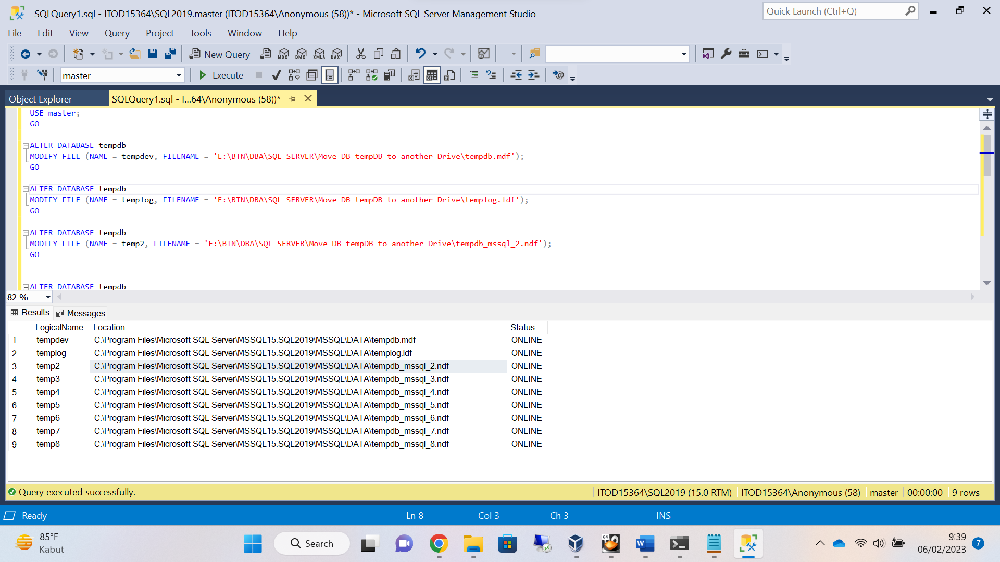 SQLQuery1.sql - ITOD15364\SQL2019.master (ITOD15364\Anonymous (58))* - Microsoft SQL Server Management Studio
Quick Launch (Ctrl+Q)
File Edit View Query Project Tools Window Help
New Query MDX DMX XMLA DAX
master Execute
Object Explorer SQLQuery1.sql - I...64\Anonymous (58))*
USE master;
GO
ALTER DATABASE tempdb
MODIFY FILE (NAME = tempdev, FILENAME = 'E:\BTN\DBA\SQL SERVER\Move DB tempDB to another Drive\tempdb.mdf');
GO
ALTER DATABASE tempdb
MODIFY FILE (NAME = templog, FILENAME = 'E:\BTN\DBA\SQL SERVER\Move DB tempDB to another Drive\templog.ldf');
GO
ALTER DATABASE tempdb
MODIFY FILE (NAME = temp2, FILENAME = 'E:\BTN\DBA\SQL SERVER\Move DB tempDB to another Drive\tempdb_mssql_2.ndf');
GO
ALTER DATABASE tempdb
82 %
Results Messages
LogicalName Location Status
1 tempdev C:\Program Files\Microsoft SQL Server\MSSQL15.SQL2019\MSSQL\DATA\tempdb.mdf ONLINE
2 templog C:\Program Files\Microsoft SQL Server\MSSQL15.SQL2019\MSSQL\DATA\templog.ldf ONLINE
3 temp2 C:\Program Files\Microsoft SQL Server\MSSQL15.SQL2019\MSSQL\DATA\tempdb_mssql_2.ndf ONLINE
4 temp3 C:\Program Files\Microsoft SQL Server\MSSQL15.SQL2019\MSSQL\DATA\tempdb_mssql_3.ndf ONLINE
5 temp4 C:\Program Files\Microsoft SQL Server\MSSQL15.SQL2019\MSSQL\DATA\tempdb_mssql_4.ndf ONLINE
6 temp5 C:\Program Files\Microsoft SQL Server\MSSQL15.SQL2019\MSSQL\DATA\tempdb_mssql_5.ndf ONLINE
7 temp6 C:\Program Files\Microsoft SQL Server\MSSQL15.SQL2019\MSSQL\DATA\tempdb_mssql_6.ndf ONLINE
8 temp7 C:\Program Files\Microsoft SQL Server\MSSQL15.SQL2019\MSSQL\DATA\tempdb_mssql_7.ndf ONLINE
9 temp8 C:\Program Files\Microsoft SQL Server\MSSQL15.SQL2019\MSSQL\DATA\tempdb_mssql_8.ndf ONLINE
Query executed successfully. ITOD15364\SQL2019 (15.0 RTM) ITOD15364\Anonymous (58) master 00:00:00 9 rows
Ready Ln 8 Col 3 Ch 3 INS
85°F
Kabut
Search
64
W
9:39
06/02/2023
7